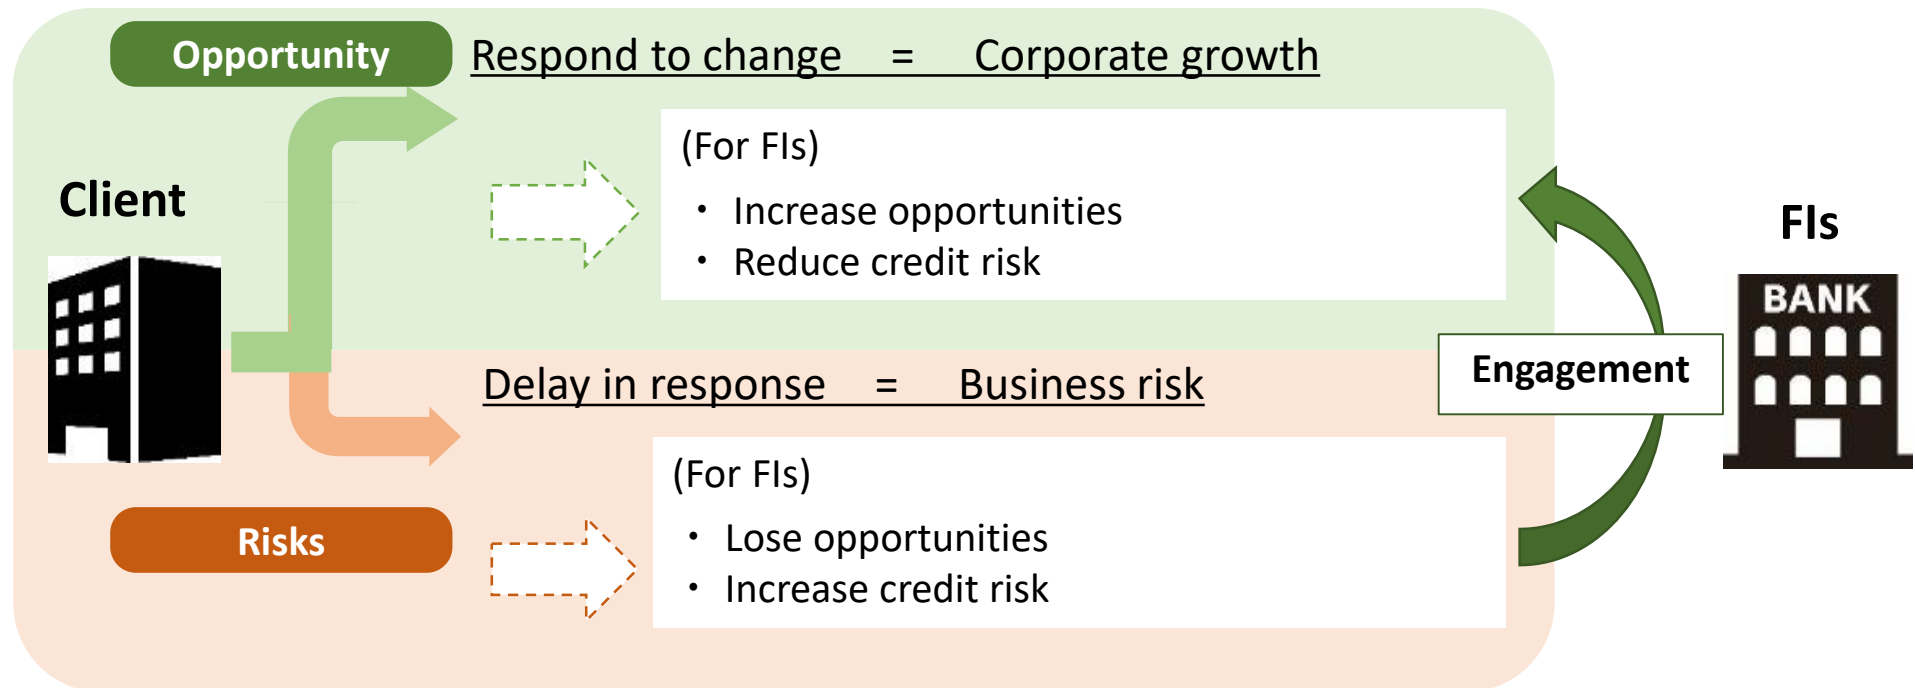 Opportunity
Respond to change = Corporate growth
(For FIs)
・ Increase opportunities
・ Reduce credit risk
Client
FIs
BANK
Engagement
Delay in response = Business risk
(For FIs)
・ Lose opportunities
・ Increase credit risk
Risks